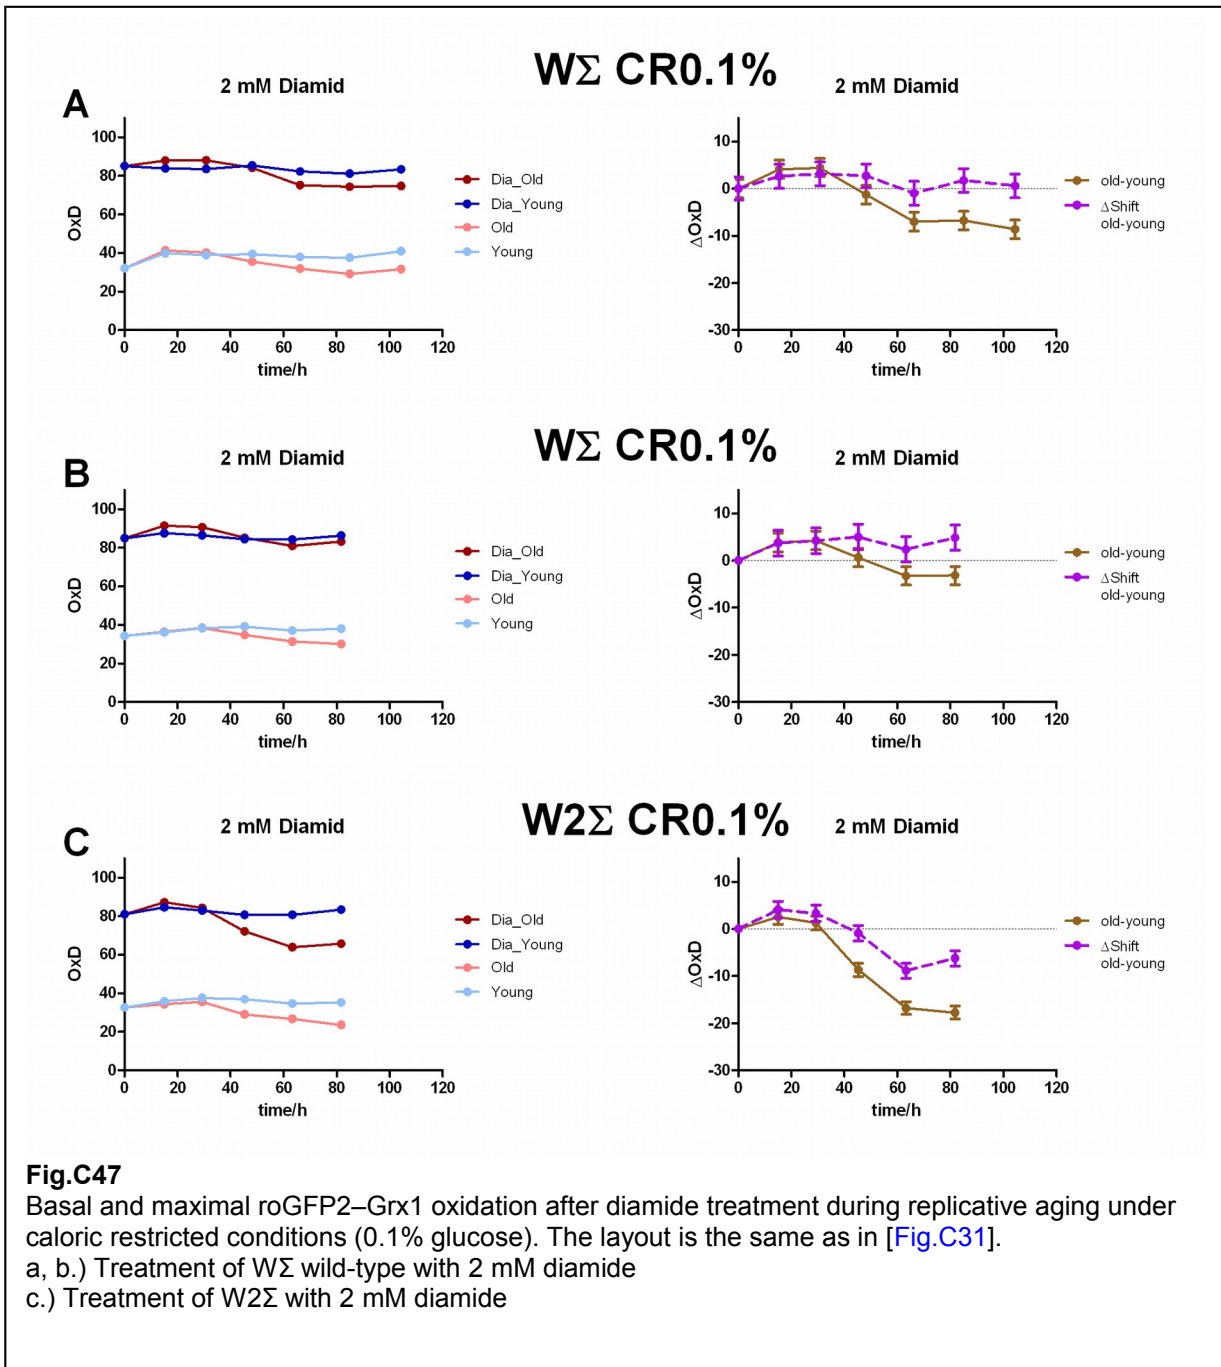 WΣ CR0.1%
A
2 mM Diamid
2 mM Diamid
100
80
60
40
20
0
OxD
0 20 40 60 80 100 120
time/h
Dia_Old
Dia_Young
Old
Young
10
0
-10
-20
-30
ΔOxD
0 20 40 60 80 100 120
time/h
old-young
ΔShift
old-young
WΣ CR0.1%
B
2 mM Diamid
2 mM Diamid
100
80
60
40
20
0
OxD
0 20 40 60 80 100 120
time/h
Dia_Old
Dia_Young
Old
Young
10
0
-10
-20
-30
ΔOxD
0 20 40 60 80 100 120
time/h
old-young
ΔShift
old-young
W2Σ CR0.1%
C
2 mM Diamid
2 mM Diamid
100
80
60
40
20
0
OxD
0 20 40 60 80 100 120
time/h
Dia_Old
Dia_Young
Old
Young
10
0
-10
-20
-30
ΔOxD
0 20 40 60 80 100 120
time/h
old-young
ΔShift
old-young
Fig.C47
Basal and maximal roGFP2–Grx1 oxidation after diamide treatment during replicative aging under
caloric restricted conditions (0.1% glucose). The layout is the same as in [Fig.C31].
a, b.) Treatment of WΣ wild-type with 2 mM diamide
c.) Treatment of W2Σ with 2 mM diamide